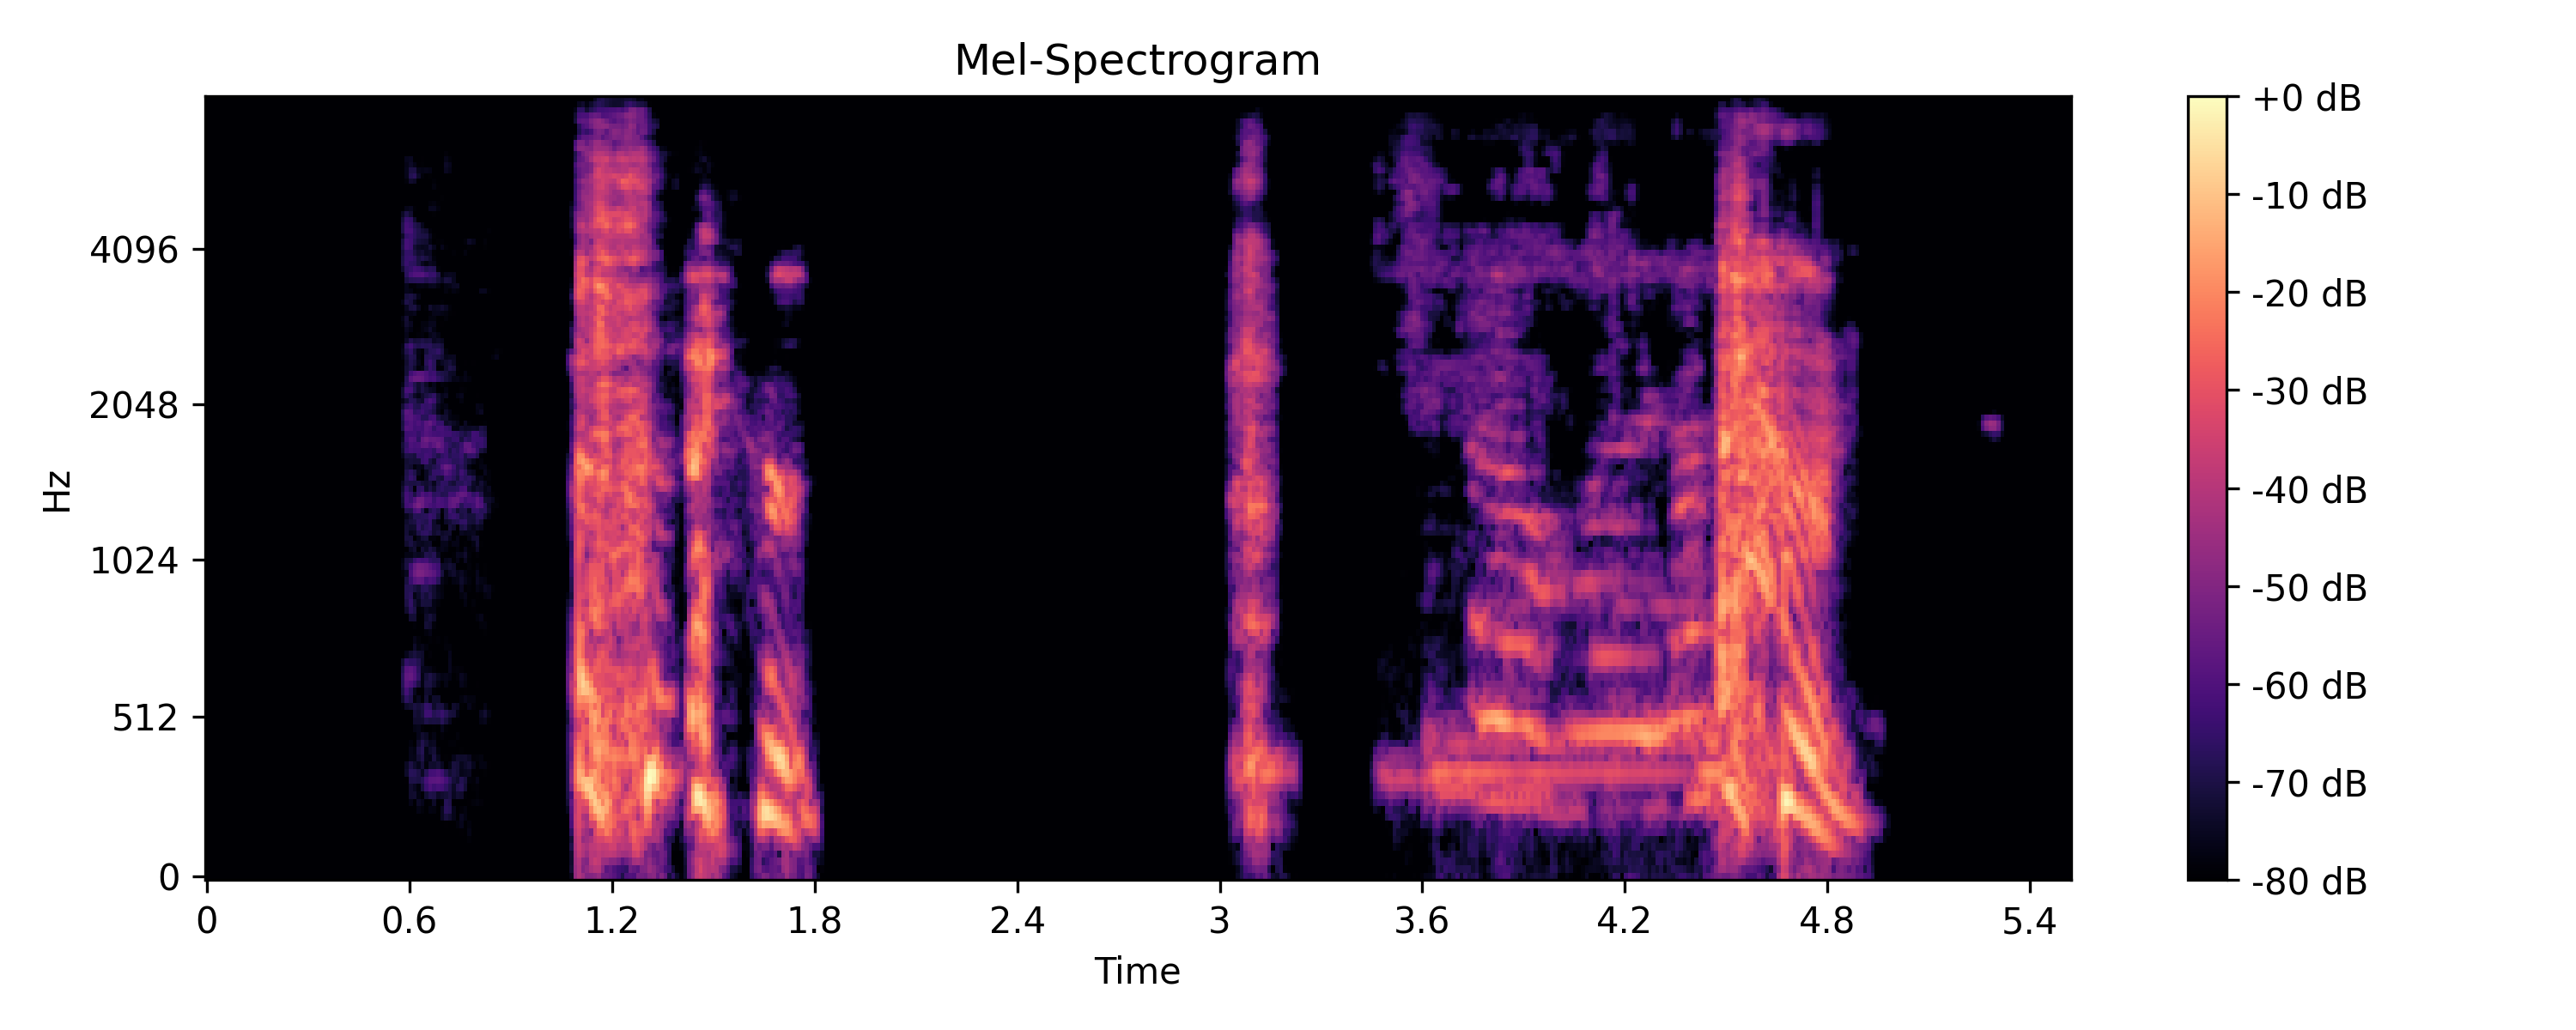 Mel-Spectrogram
+0 dB
4096
-10 dB
-20 dB
2048
-30 dB
Hz
-40 dB
1024
-50 dB
512
-60 dB
-70 dB
0
-80 dB
0 0.6 1.2 1.8 2.4 3 3.6 4.2 4.8 5.4
Time